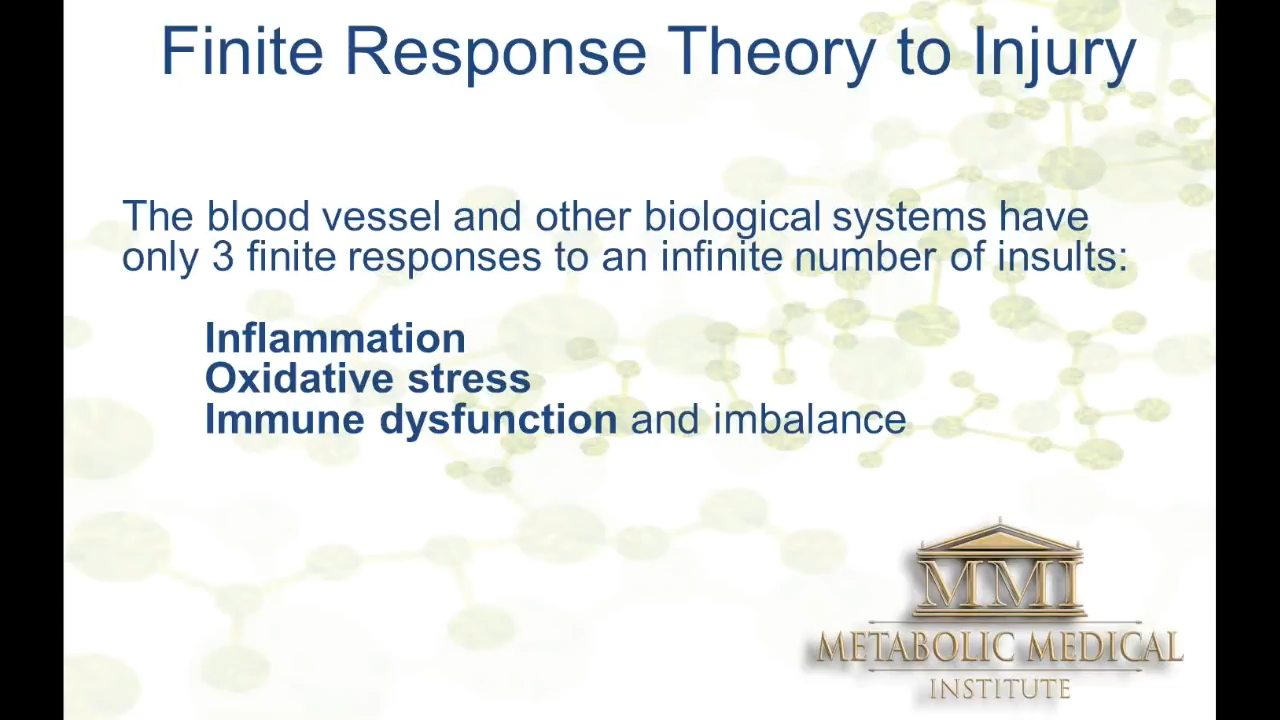 Finite Response Theory to Injury
The blood vessel and other biological systems have
only 3 finite responses to an infinite number of insults:
Inflammation
Oxidative stress
Immune dysfunction and imbalance
MMI
METABOLIC MEDICAL
INSTITUTE